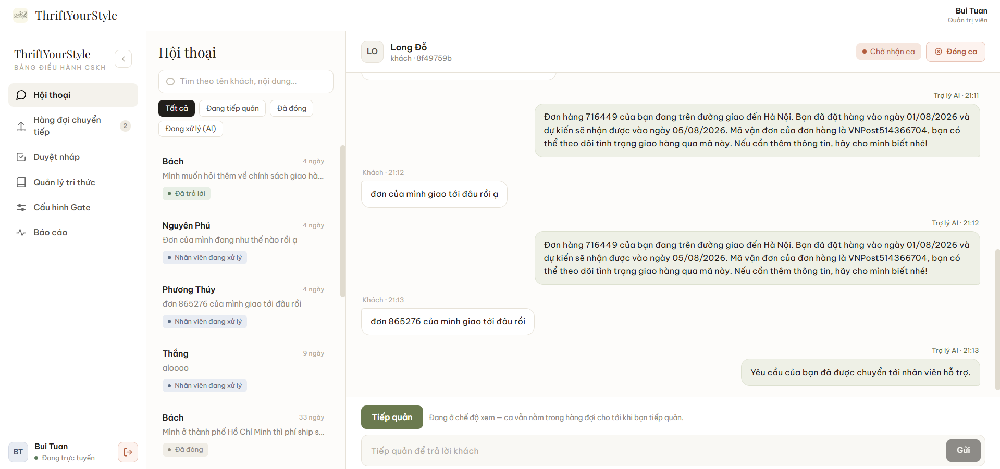 ThriftYourStyle
Bui Tuan
Quản trị viên
ThriftYourStyle
BẢNG ĐIỀU HÀNH CSKH
Hội thoại
Hàng đợi chuyển
tiếp
2
Duyệt nháp
Quản lý tri thức
Cấu hình Gate
Báo cáo
BT
Bui Tuan
Đang trực tuyến
Hội thoại
Tìm theo tên khách, nội dung...
Tất cả
Đang tiếp quản
Đã đóng
Đang xử lý (AI)
Bách
4 ngày
Mình muốn hỏi thêm về chính sách giao hà...
Đã trả lời
Nguyên Phú
4 ngày
Đơn của mình đang như thế nào rồi ạ
Nhân viên đang xử lý
Phương Thúy
4 ngày
đơn 865276 của mình giao tới đâu rồi
Nhân viên đang xử lý
Thắng
9 ngày
aloooo
Nhân viên đang xử lý
Bách
33 ngày
Mình ở thành phố Hồ Chí Minh thì phí ship s...
Đã đóng
LO
Long Đỗ
khách · 8f49759b
Chờ nhận ca
Đóng ca
Trợ lý AI · 21:11
Đơn hàng 716449 của bạn đang trên đường giao đến Hà Nội. Bạn đã đặt hàng vào ngày 01/08/2026 và
dự kiến sẽ nhận được vào ngày 05/08/2026. Mã vận đơn của đơn hàng là VNPost514366704, bạn có
thể theo dõi tình trạng giao hàng qua mã này. Nếu cần thêm thông tin, hãy cho mình biết nhé!
Khách · 21:12
đơn của mình giao tới đâu rồi ạ
Trợ lý AI · 21:12
Đơn hàng 716449 của bạn đang trên đường giao đến Hà Nội. Bạn đã đặt hàng vào ngày 01/08/2026 và
dự kiến sẽ nhận được vào ngày 05/08/2026. Mã vận đơn của đơn hàng là VNPost514366704, bạn có
thể theo dõi tình trạng giao hàng qua mã này. Nếu cần thêm thông tin, hãy cho mình biết nhé!
Khách · 21:13
đơn 865276 của mình giao tới đâu rồi
Trợ lý AI · 21:13
Yêu cầu của bạn đã được chuyển tới nhân viên hỗ trợ.
Tiếp quản
Đang ở chế độ xem — ca vẫn nằm trong hàng đợi cho tới khi bạn tiếp quản.
Tiếp quản để trả lời khách
Gửi